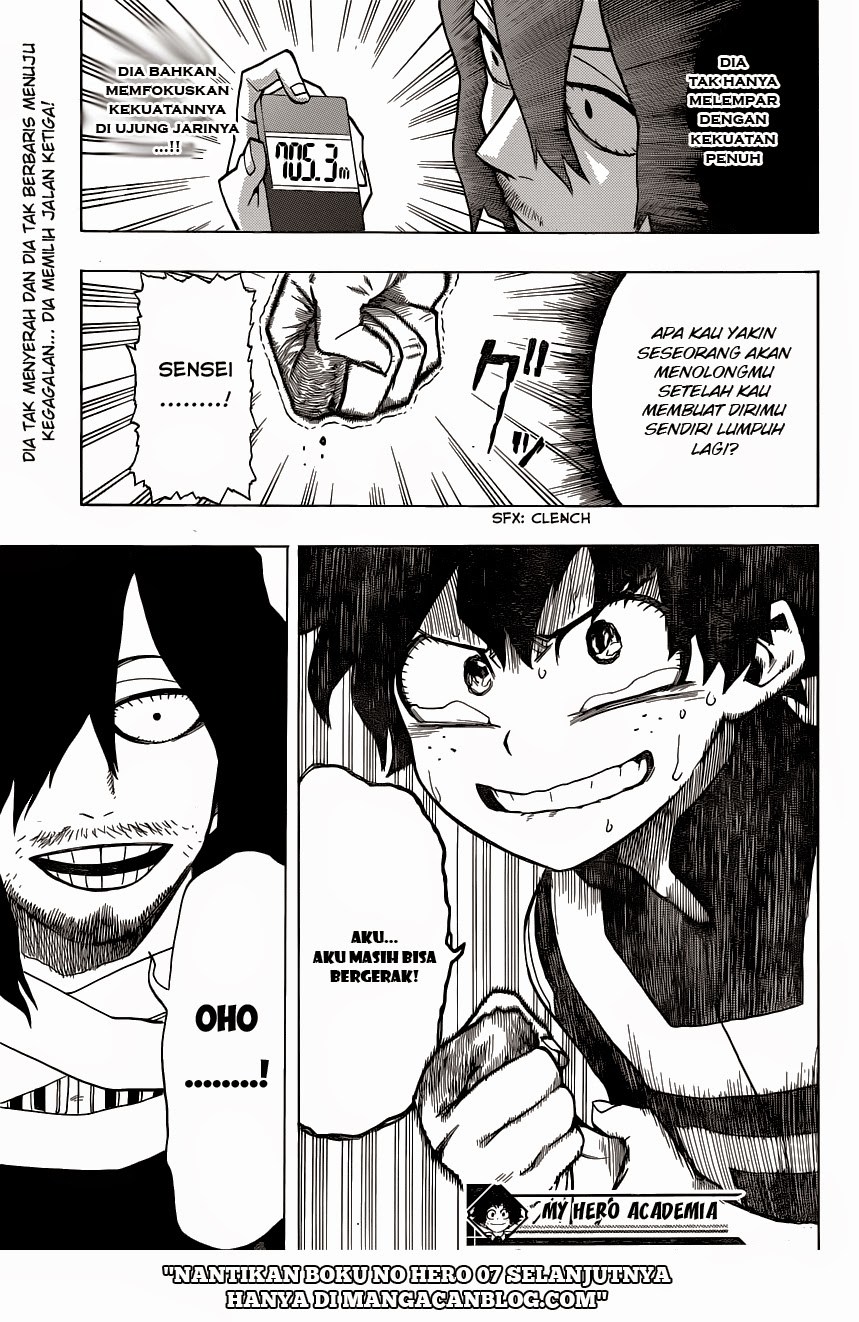 DIA
TAK HANYA
MELEMPAR
DENGAN
KEKUATAN
PENUH
DIA BAHKAN
MEMFOKUSKAN
KEKUATANNYA
DI UJUNG JARINYA
...!!
705.3m
DIA TAK MENYERAH DAN DIA TAK BERBARIS MENUJU
KEGAGALAN... DIA MEMILIH JALAN KETIGA!
APA KAU YAKIN
SESEORANG AKAN
MENOLONGMU
SETELAH KAU
MEMBUAT DIRIMU
SENDIRI LUMPUH
LAGI?
グッ
SENSEI
.........!
SFX: CLENCH
AKU...
AKU MASIH BISA
BERGERAK!
OHO
.........!
MY HERO ACADEMIA
"NANTIKAN BOKU NO HERO 07 SELANJUTNYA
HANYA DI MANGACANBLOG.COM"